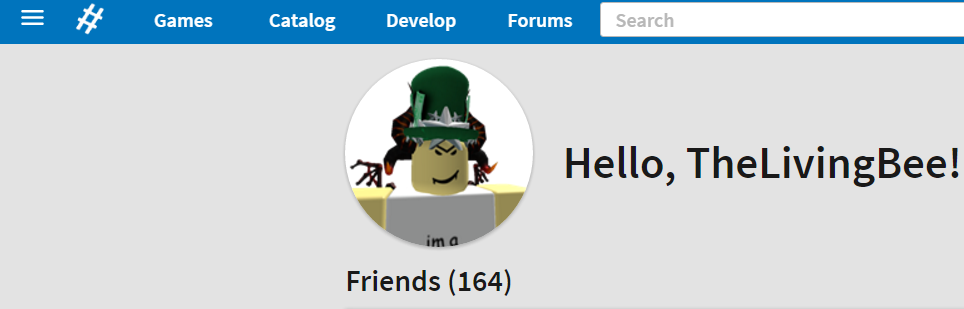 Games Catalog Develop Forums Search
Hello, TheLivingBee!
im a
Friends (164)